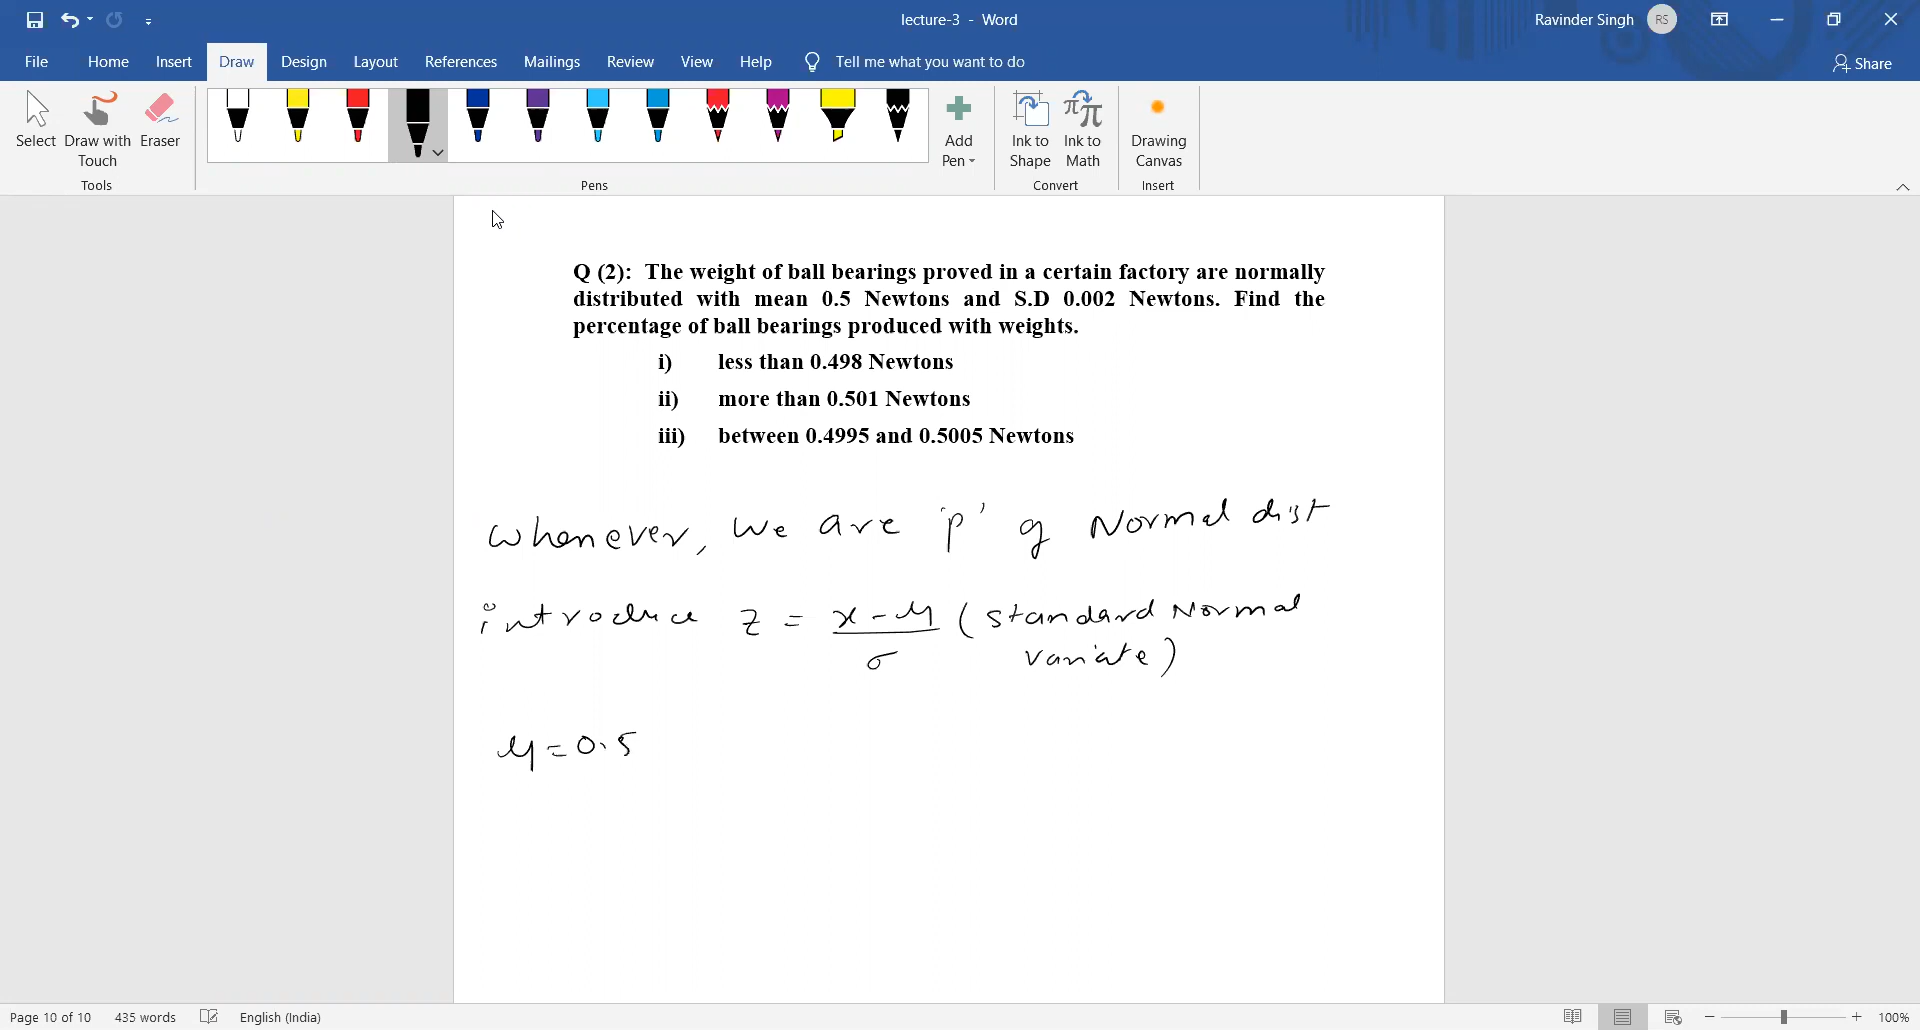 lecture-3 - Word
Ravinder Singh
RS
File Home Insert Draw Design Layout References Mailings Review View Help Tell me what you want to do
Share
Select
Draw with Touch
Eraser
Tools
Pens
Add Pen
Ink to Shape
Ink to Math
Convert
Drawing Canvas
Insert
Q (2): The weight of ball bearings proved in a certain factory are normally
distributed with mean 0.5 Newtons and S.D 0.002 Newtons. Find the
percentage of ball bearings produced with weights.
i) less than 0.498 Newtons
ii) more than 0.501 Newtons
iii) between 0.4995 and 0.5005 Newtons
Whenever, We are 'P' of Normal dist
introduce z = x - μ / σ (standard Normal
variate)
μ = 0.5
Page 10 of 10 435 words English (India)
100%